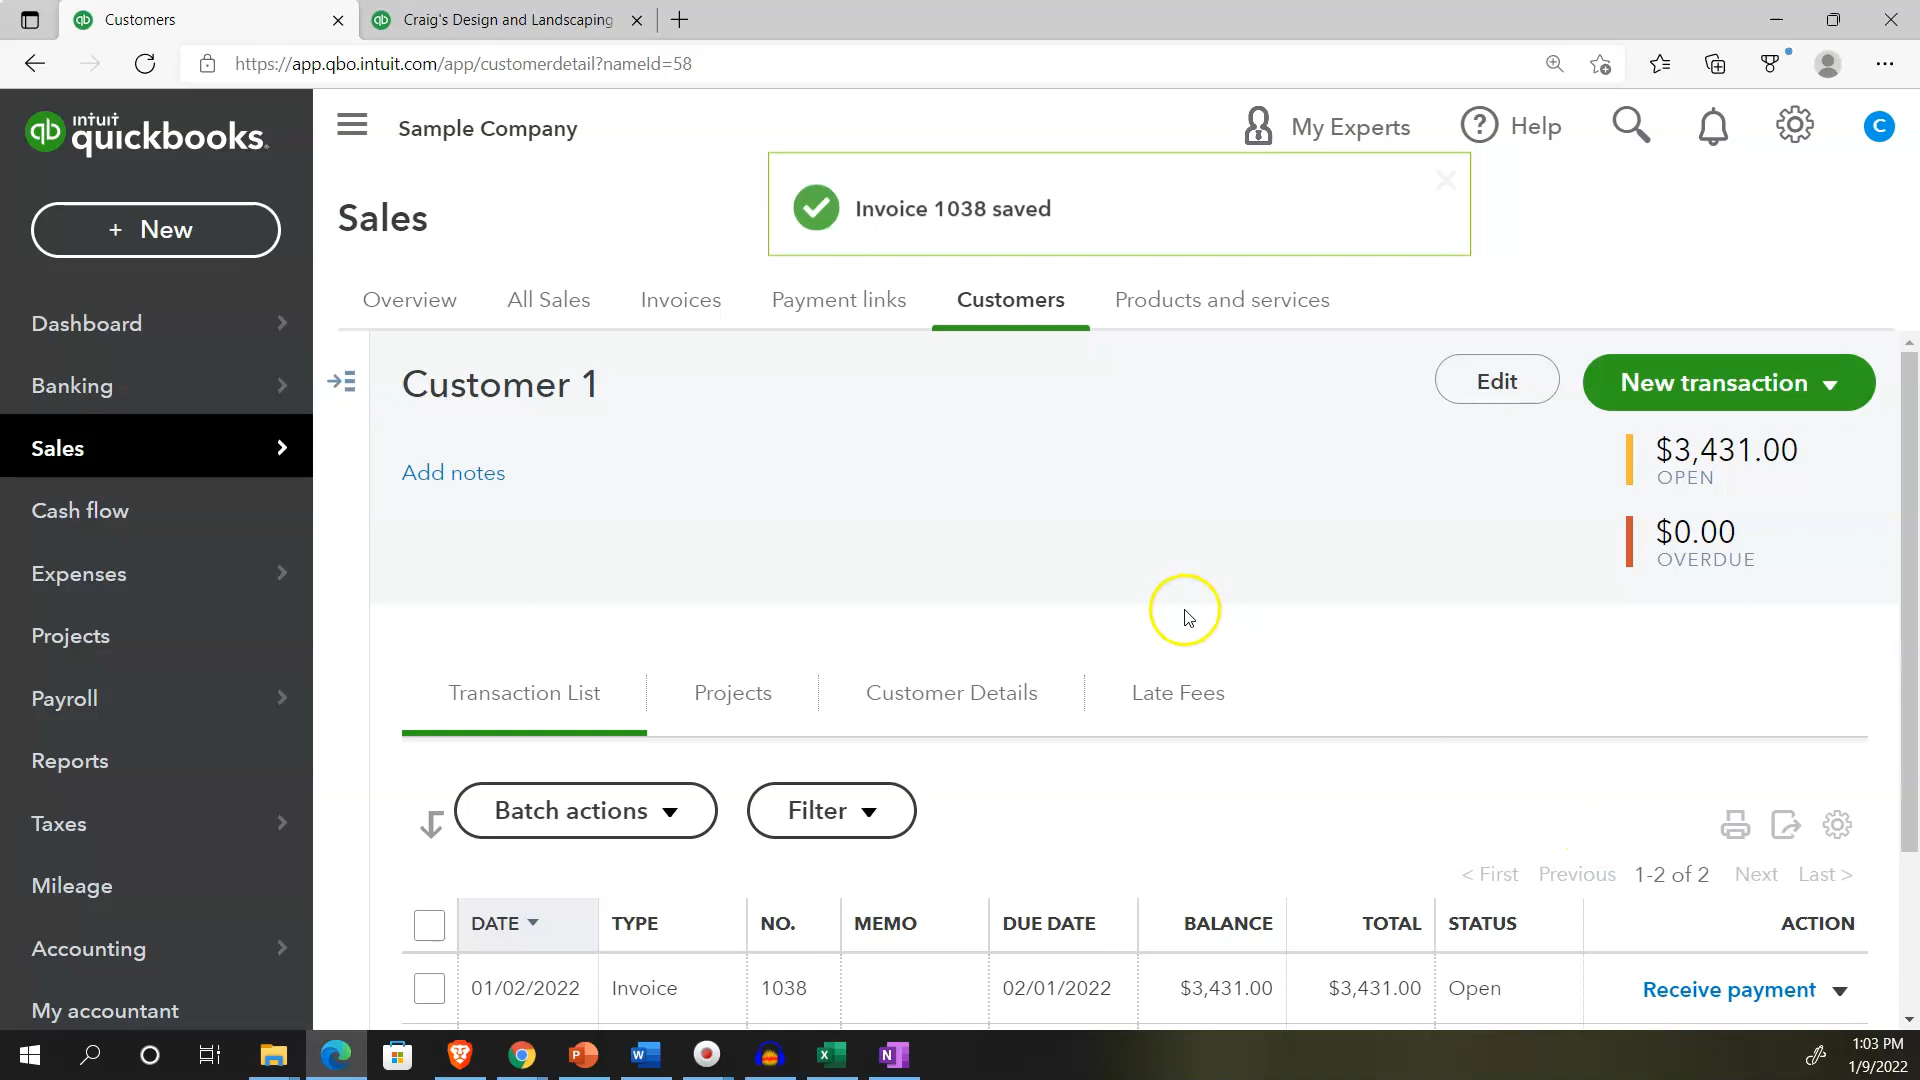 Customers
Craig's Design and Landscaping
https://app.qbo.intuit.com/app/customerdetail?nameId=58
intuit
quickbooks.
Sample Company
My Experts
Help
C
+ New
Sales
Invoice 1038 saved
Overview
All Sales
Invoices
Payment links
Customers
Products and services
Dashboard
Banking
Sales
Cash flow
Expenses
Projects
Payroll
Reports
Taxes
Mileage
Accounting
My accountant
Customer 1
Edit
New transaction
Add notes
$3,431.00
OPEN
$0.00
OVERDUE
Transaction List
Projects
Customer Details
Late Fees
Batch actions
Filter
< First Previous 1-2 of 2 Next Last >
DATE TYPE NO. MEMO DUE DATE BALANCE TOTAL STATUS ACTION
01/02/2022 Invoice 1038 02/01/2022 $3,431.00 $3,431.00 Open Receive payment
1:03 PM
1/9/2022